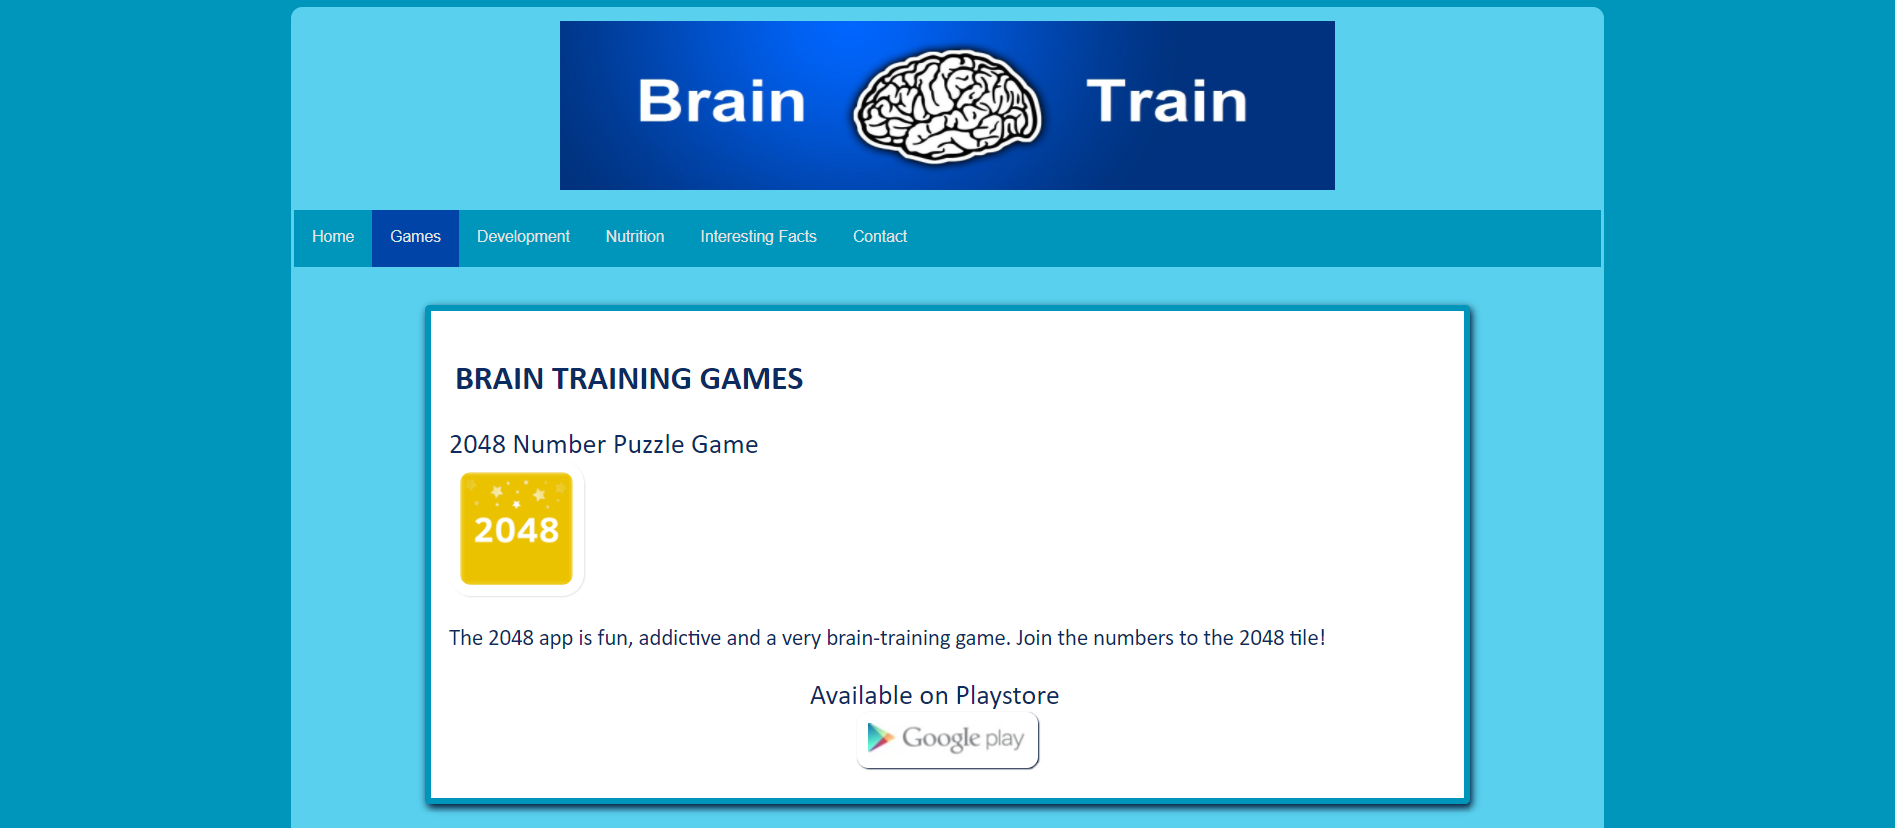 Brain Train
Home Games Development Nutrition Interesting Facts Contact
BRAIN TRAINING GAMES
2048 Number Puzzle Game
2048
The 2048 app is fun, addictive and a very brain-training game. Join the numbers to the 2048 tile!
Available on Playstore
Google play